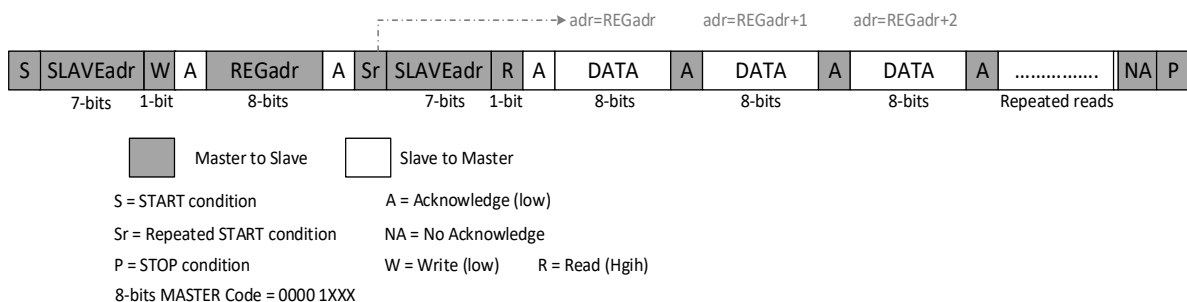 adr=REGadr adr=REGadr+1 adr=REGadr+2
S SLAVEadr W A REGadr A Sr SLAVEadr R A DATA A DATA A DATA A ............... NA P
7-bits 1-bit 8-bits 7-bits 1-bit 8-bits 8-bits 8-bits Repeated reads
Master to Slave Slave to Master
S = START condition A = Acknowledge (low)
Sr = Repeated START condition NA = No Acknowledge
P = STOP condition W = Write (low) R = Read (Hgih)
8-bits MASTER Code = 0000 1XXX